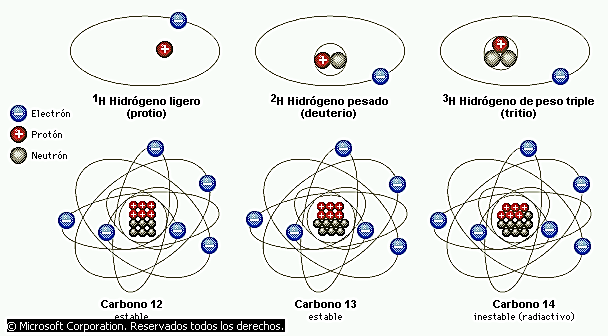 ¹H Hidrógeno ligero
(protio)
²H Hidrógeno pesado
(deuterio)
³H Hidrógeno de peso triple
(tritio)
Electrón
Protón
Neutrón
Carbono 12
estable
Carbono 13
estable
Carbono 14
inestable (radiactivo)
© Microsoft Corporation. Reservados todos los derechos.